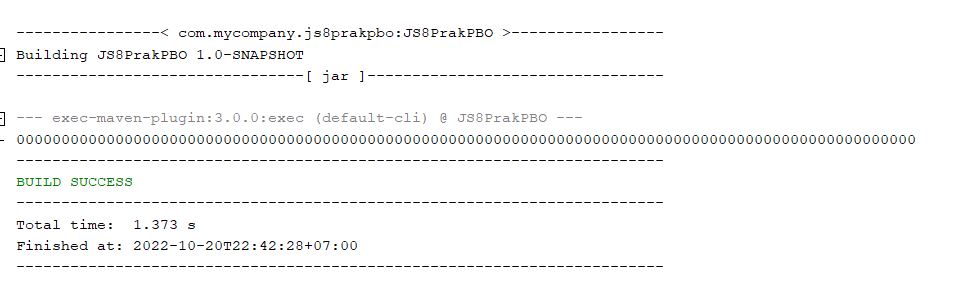 ----------------< com.mycompany.js8prakpbo:JS8PrakPBO >-----------------
Building JS8PrakPBO 1.0-SNAPSHOT
--------------------------------[ jar ]---------------------------------
--- exec-maven-plugin:3.0.0:exec (default-cli) @ JS8PrakPBO ---
0000000000000000000000000000000000000000000000000000000000000000000000000000000000000000000000000000
------------------------------------------------------------------------
BUILD SUCCESS
------------------------------------------------------------------------
Total time:  1.373 s
Finished at: 2022-10-20T22:42:28+07:00
------------------------------------------------------------------------